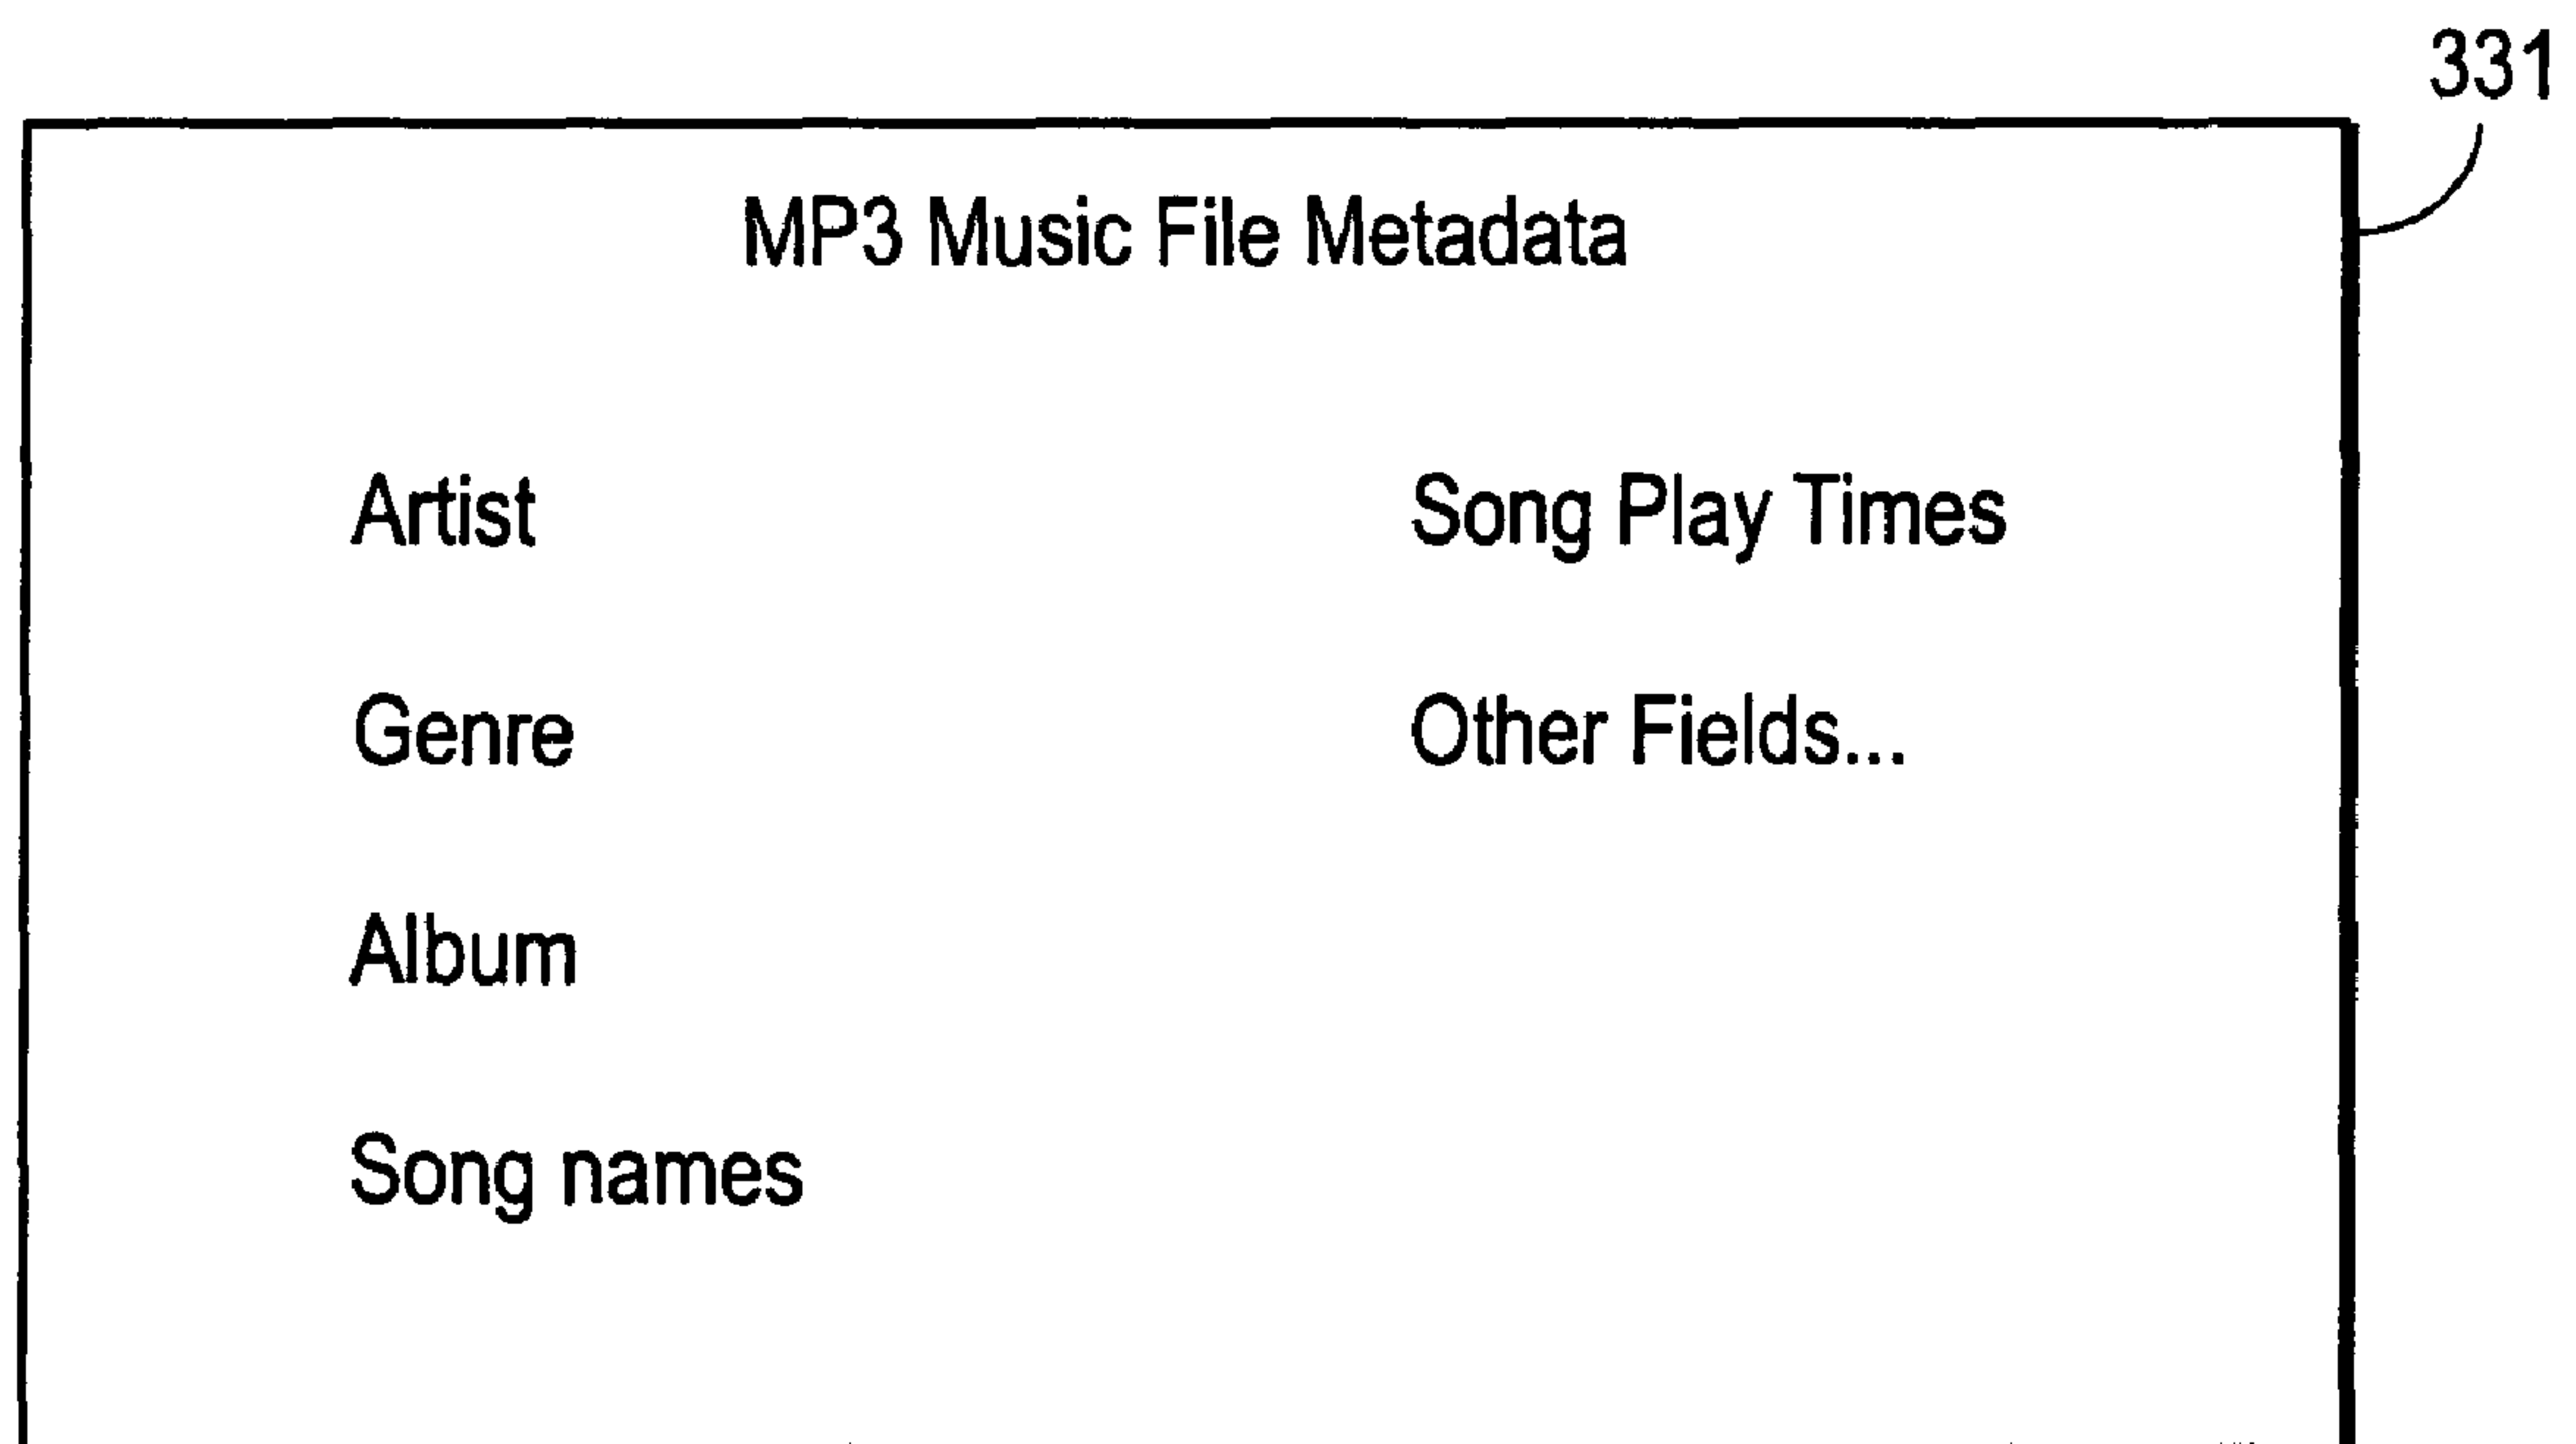 331
MP3 Music File Metadata
Artist
Genre
Album
Song names
Song Play Times
Other Fields...